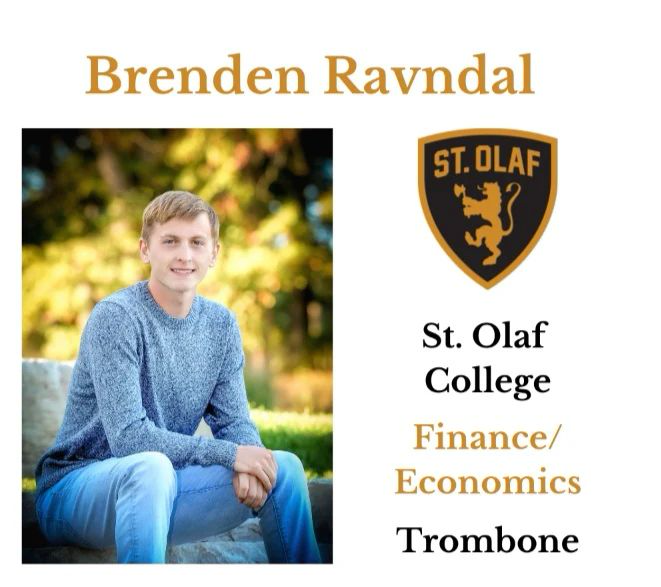 Brenden Ravndal
ST. OLAF
St. Olaf
College
Finance/
Economics
Trombone